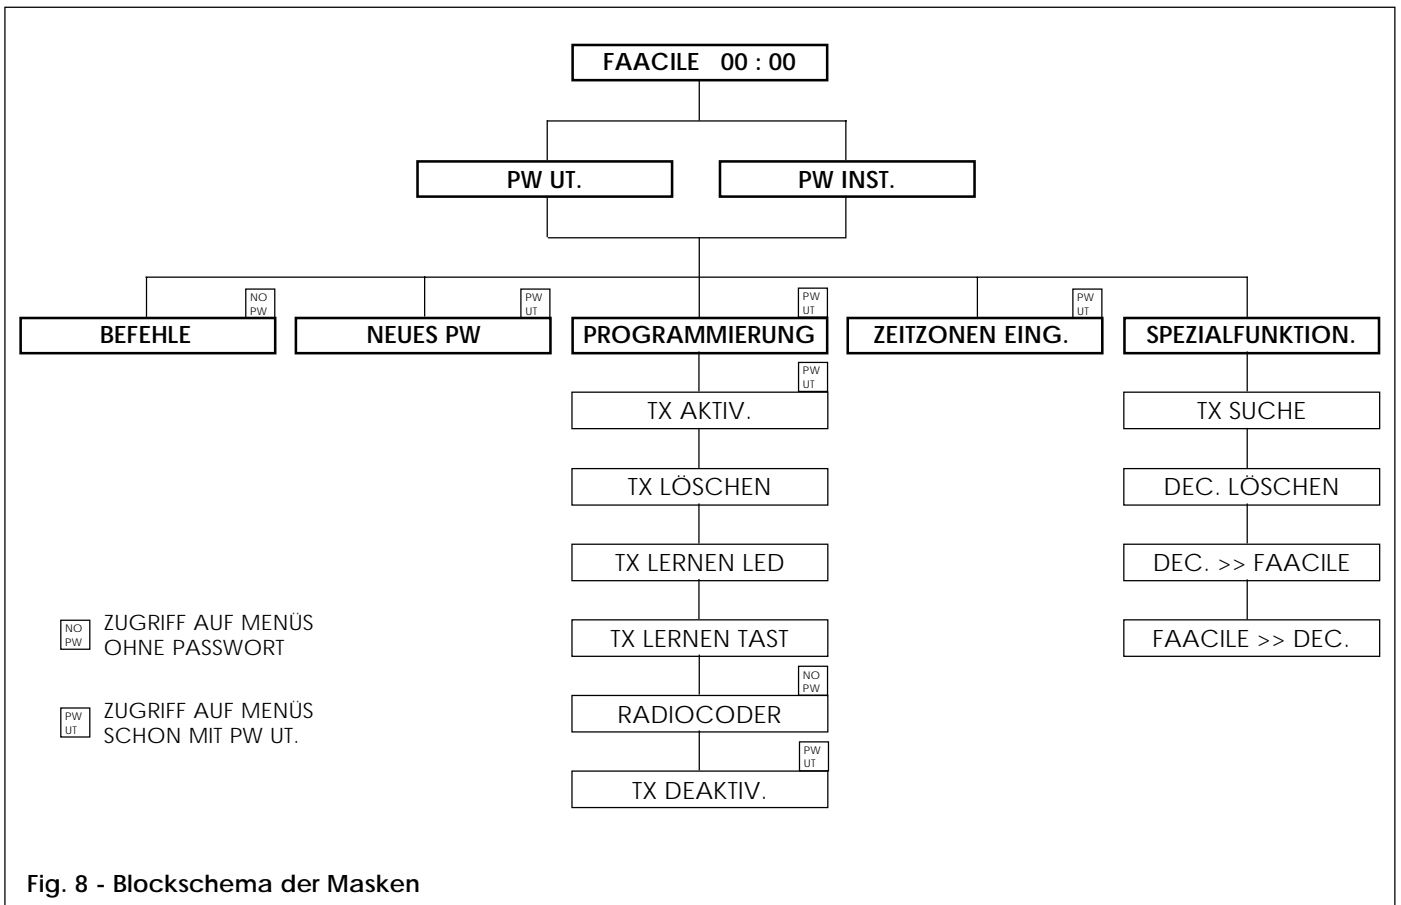 FAACILE 00 : 00
PW UT.
PW INST.
NO
PW
BEFEHLE
PW
UT
NEUES PW
PW
UT
PROGRAMMIERUNG
PW
UT
ZEITZONEN EING.
SPEZIALFUNKTION.
PW
UT
TX AKTIV.
TX SUCHE
TX LÖSCHEN
DEC. LÖSCHEN
TX LERNEN LED
DEC. >> FAACILE
TX LERNEN TAST
FAACILE >> DEC.
NO
PW
RADIOCODER
PW
UT
TX DEAKTIV.
NO
PW
ZUGRIFF AUF MENÜS
OHNE PASSWORT
PW
UT
ZUGRIFF AUF MENÜS
SCHON MIT PW UT.
Fig. 8 - Blockschema der Masken